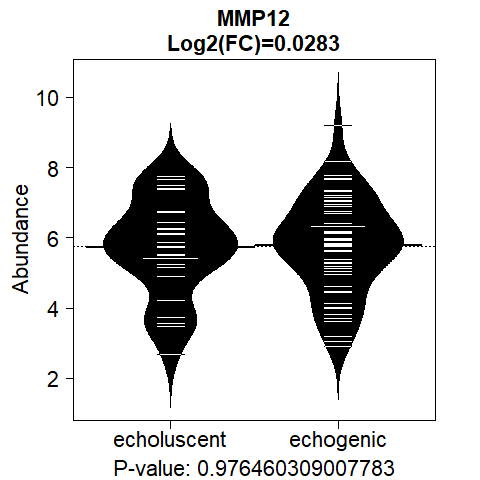 MMP12
Log2(FC)=0.0283
Abundance
10
8
6
4
2
echoluscent echogenic
P-value: 0.976460309007783